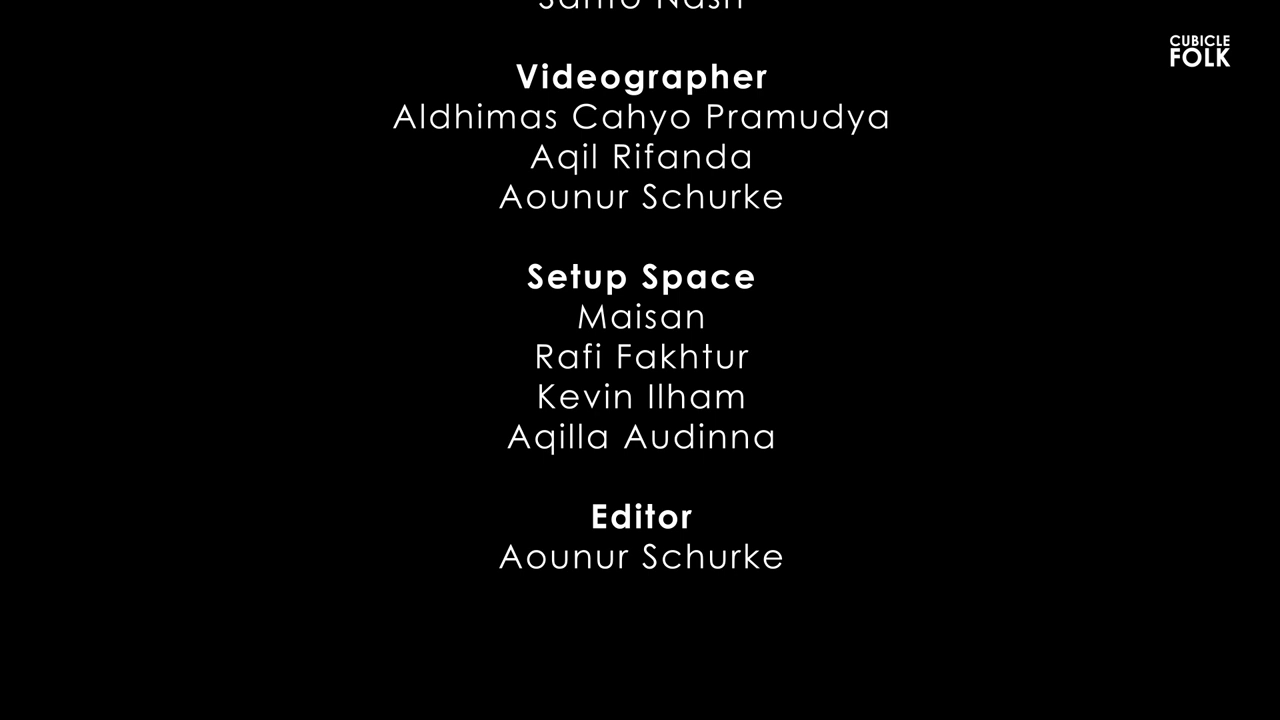 CUBICLE
FOLK
Videographer
Aldhimas Cahyo Pramudya
Aqil Rifanda
Aounur Schurke
Setup Space
Maisan
Rafi Fakhtur
Kevin Ilham
Aqilla Audinna
Editor
Aounur Schurke